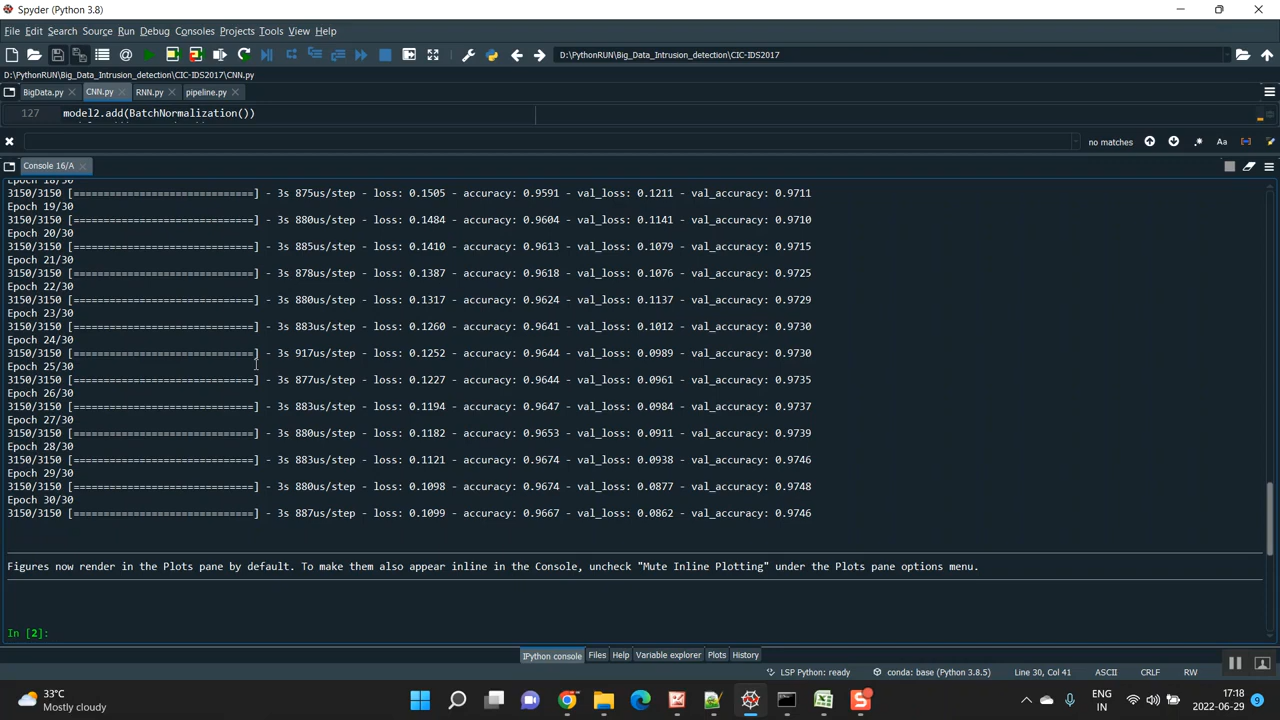 Spyder (Python 3.8)
File Edit Search Source Run Debug Consoles Projects Tools View Help
D:\PythonRUN\Big_Data_Intrusion_detection\CIC-IDS2017
D:\PythonRUN\Big_Data_Intrusion_detection\CIC-IDS2017\CNN.py
BigData.py CNN.py RNN.py pipeline.py
127 model2.add(BatchNormalization())
no matches
Aa
Console 16/A
Epoch 18/30
3150/3150 [==============================] - 3s 875us/step - loss: 0.1505 - accuracy: 0.9591 - val_loss: 0.1211 - val_accuracy: 0.9711
Epoch 19/30
3150/3150 [==============================] - 3s 880us/step - loss: 0.1484 - accuracy: 0.9604 - val_loss: 0.1141 - val_accuracy: 0.9710
Epoch 20/30
3150/3150 [==============================] - 3s 885us/step - loss: 0.1410 - accuracy: 0.9613 - val_loss: 0.1079 - val_accuracy: 0.9715
Epoch 21/30
3150/3150 [==============================] - 3s 878us/step - loss: 0.1387 - accuracy: 0.9618 - val_loss: 0.1076 - val_accuracy: 0.9725
Epoch 22/30
3150/3150 [==============================] - 3s 880us/step - loss: 0.1317 - accuracy: 0.9624 - val_loss: 0.1137 - val_accuracy: 0.9729
Epoch 23/30
3150/3150 [==============================] - 3s 883us/step - loss: 0.1260 - accuracy: 0.9641 - val_loss: 0.1012 - val_accuracy: 0.9730
Epoch 24/30
3150/3150 [==============================] - 3s 917us/step - loss: 0.1252 - accuracy: 0.9644 - val_loss: 0.0989 - val_accuracy: 0.9730
Epoch 25/30
3150/3150 [==============================] - 3s 877us/step - loss: 0.1227 - accuracy: 0.9644 - val_loss: 0.0961 - val_accuracy: 0.9735
Epoch 26/30
3150/3150 [==============================] - 3s 883us/step - loss: 0.1194 - accuracy: 0.9647 - val_loss: 0.0984 - val_accuracy: 0.9737
Epoch 27/30
3150/3150 [==============================] - 3s 880us/step - loss: 0.1182 - accuracy: 0.9653 - val_loss: 0.0911 - val_accuracy: 0.9739
Epoch 28/30
3150/3150 [==============================] - 3s 883us/step - loss: 0.1121 - accuracy: 0.9674 - val_loss: 0.0938 - val_accuracy: 0.9746
Epoch 29/30
3150/3150 [==============================] - 3s 880us/step - loss: 0.1098 - accuracy: 0.9674 - val_loss: 0.0877 - val_accuracy: 0.9748
Epoch 30/30
3150/3150 [==============================] - 3s 887us/step - loss: 0.1099 - accuracy: 0.9667 - val_loss: 0.0862 - val_accuracy: 0.9746
Figures now render in the Plots pane by default. To make them also appear inline in the Console, uncheck "Mute Inline Plotting" under the Plots pane options menu.
In [2]:
IPython console Files Help Variable explorer Plots History
LSP Python: ready conda: base (Python 3.8.5) Line 30, Col 41 ASCII CRLF RW
33°C
Mostly cloudy
ENG
IN
17:18
2022-06-29
9